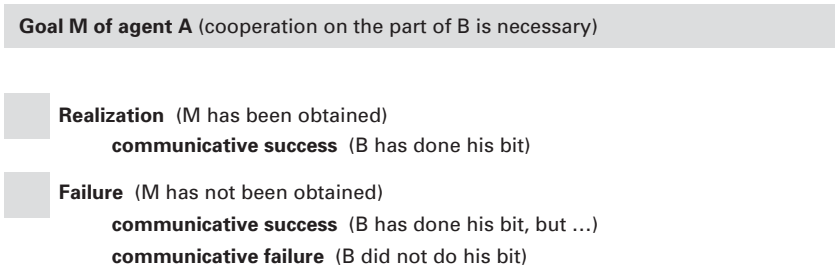 Goal M of agent A (cooperation on the part of B is necessary)
Realization (M has been obtained)
communicative success (B has done his bit)
Failure (M has not been obtained)
communicative success (B has done his bit, but …)
communicative failure (B did not do his bit)